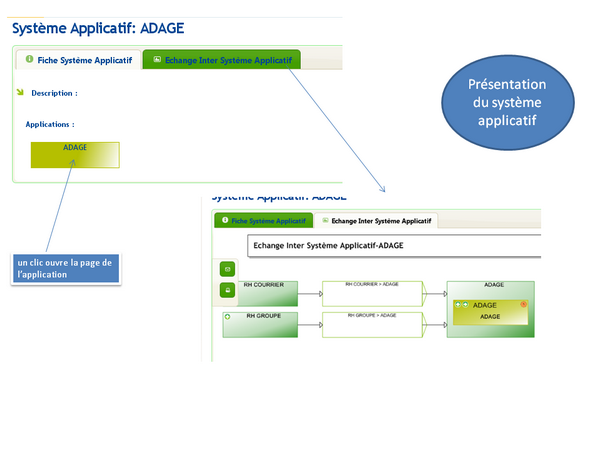 Système Applicatif: ADAGE
Fiche Système Applicatif
Echange Inter Système Applicatif
Description :
Applications :
ADAGE
un clic ouvre la page de
l'application
Présentation
du système
applicatif
Système Applicatif: ADAGE
Fiche Système Applicatif
Echange Inter Système Applicatif
Echange Inter Système Applicatif-ADAGE
RH COURRIER
RH COURRIER > ADAGE
ADAGE
ADAGE
ADAGE
RH GROUPE
RH GROUPE > ADAGE